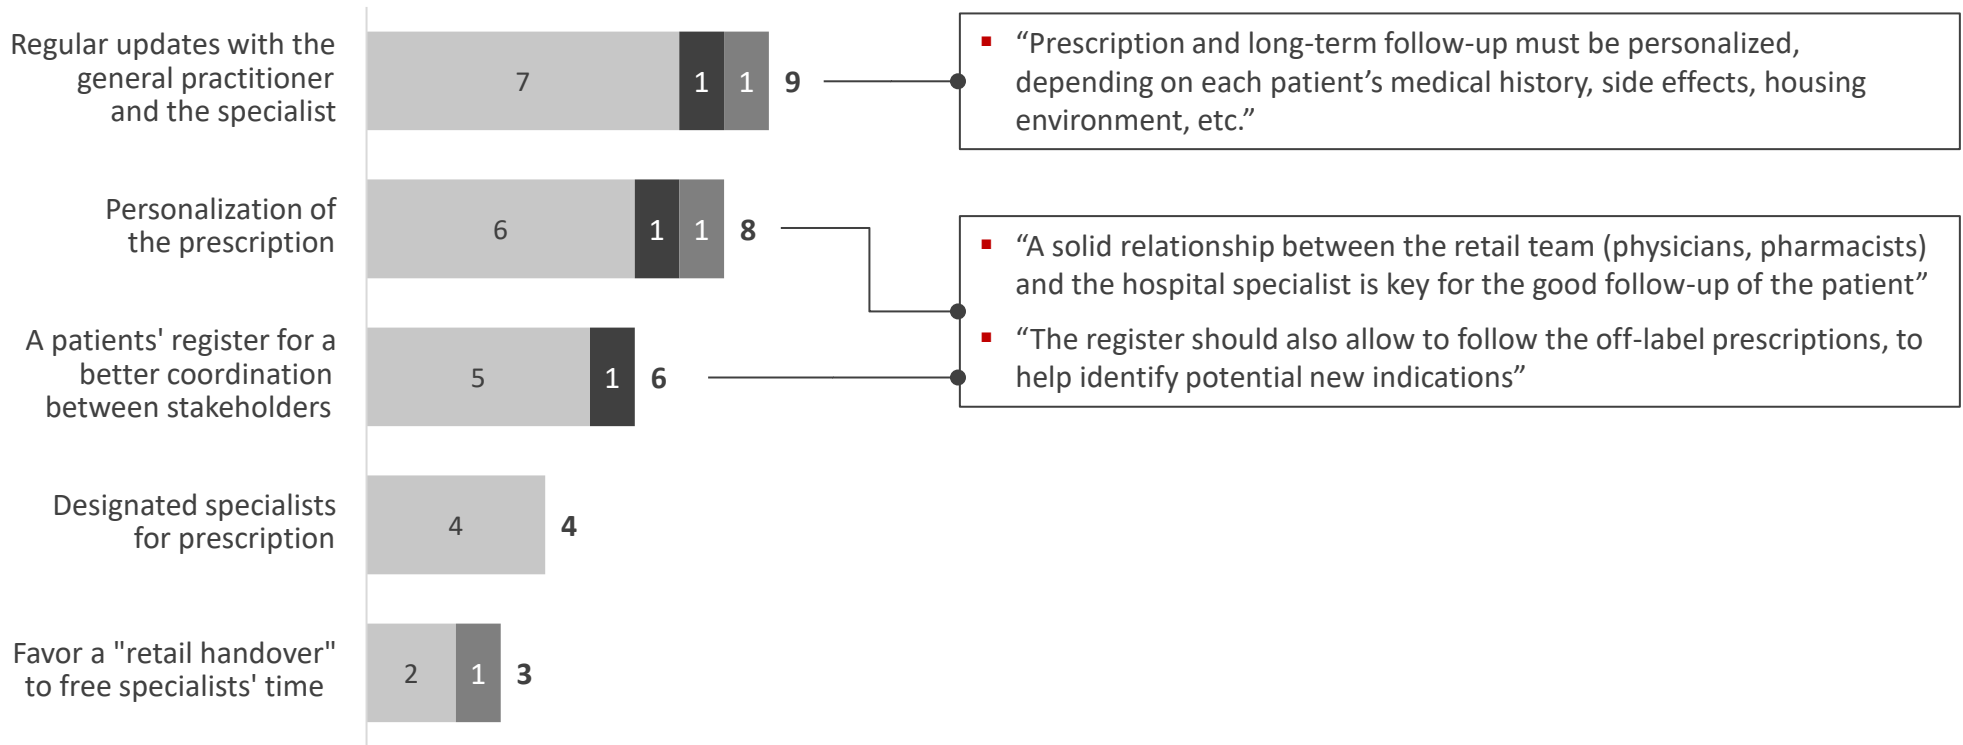 Regular updates with the
general practitioner
and the specialist
7
1
1
9
▪ “Prescription and long-term follow-up must be personalized,
depending on each patient’s medical history, side effects, housing
environment, etc.”
Personalization of
the prescription
6
1
1
8
▪ “A solid relationship between the retail team (physicians, pharmacists)
and the hospital specialist is key for the good follow-up of the patient”
▪ “The register should also allow to follow the off-label prescriptions, to
help identify potential new indications”
A patients' register for a
better coordination
between stakeholders
5
1
6
Designated specialists
for prescription
4
4
Favor a "retail handover"
to free specialists' time
2
1
3